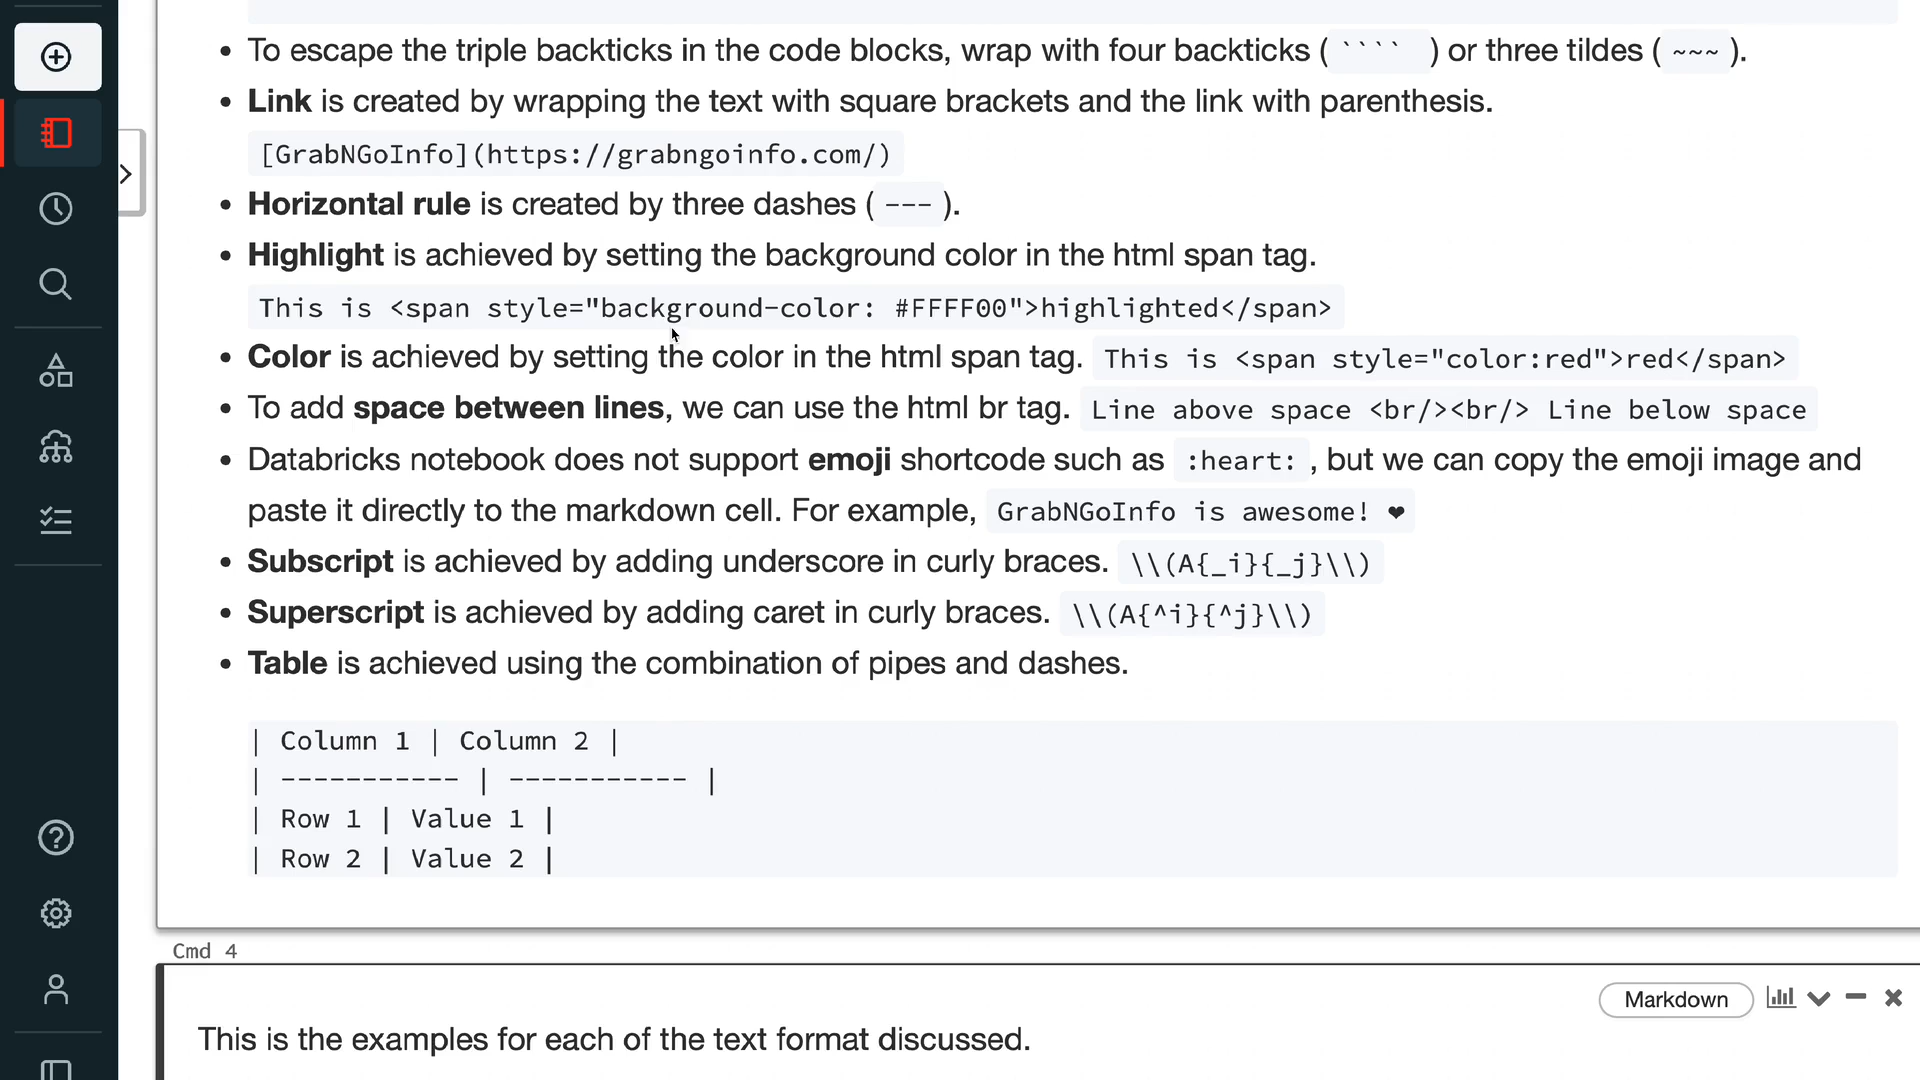 • To escape the triple backticks in the code blocks, wrap with four backticks ( ```` ) or three tildes ( ~~~ ).
• Link is created by wrapping the text with square brackets and the link with parenthesis.
[GrabNGoInfo](https://grabngoinfo.com/)
• Horizontal rule is created by three dashes ( --- ).
• Highlight is achieved by setting the background color in the html span tag.
This is <span style="background-color: #FFFF00">highlighted</span>
• Color is achieved by setting the color in the html span tag. This is <span style="color:red">red</span>
• To add space between lines, we can use the html br tag. Line above space <br/><br/> Line below space
• Databricks notebook does not support emoji shortcode such as :heart: , but we can copy the emoji image and
paste it directly to the markdown cell. For example, GrabNGoInfo is awesome! ❤
• Subscript is achieved by adding underscore in curly braces. \\(A{_i}{_j}\\)
• Superscript is achieved by adding caret in curly braces. \\(A{^i}{^j}\\)
• Table is achieved using the combination of pipes and dashes.
| Column 1 | Column 2 |
| ----------- | ----------- |
| Row 1 | Value 1 |
| Row 2 | Value 2 |
Cmd 4
Markdown
This is the examples for each of the text format discussed.